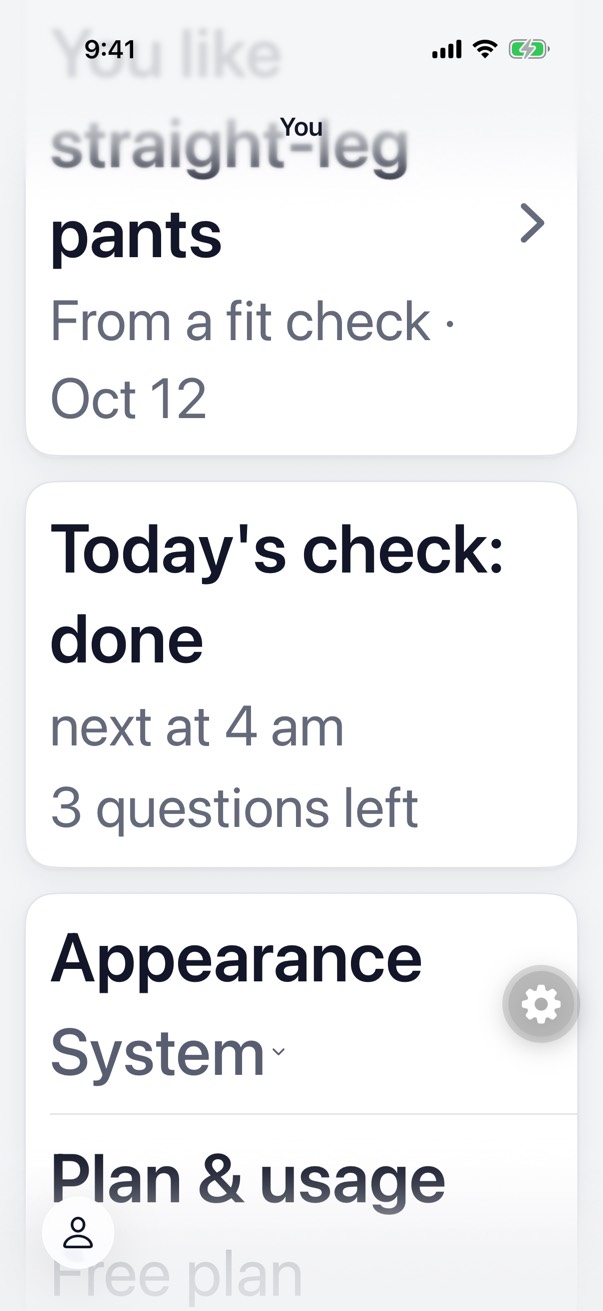 9:41
You
You like
straight-leg
pants
From a fit check ·
Oct 12
Today's check:
done
next at 4 am
3 questions left
Appearance
System
Plan & usage
Free plan